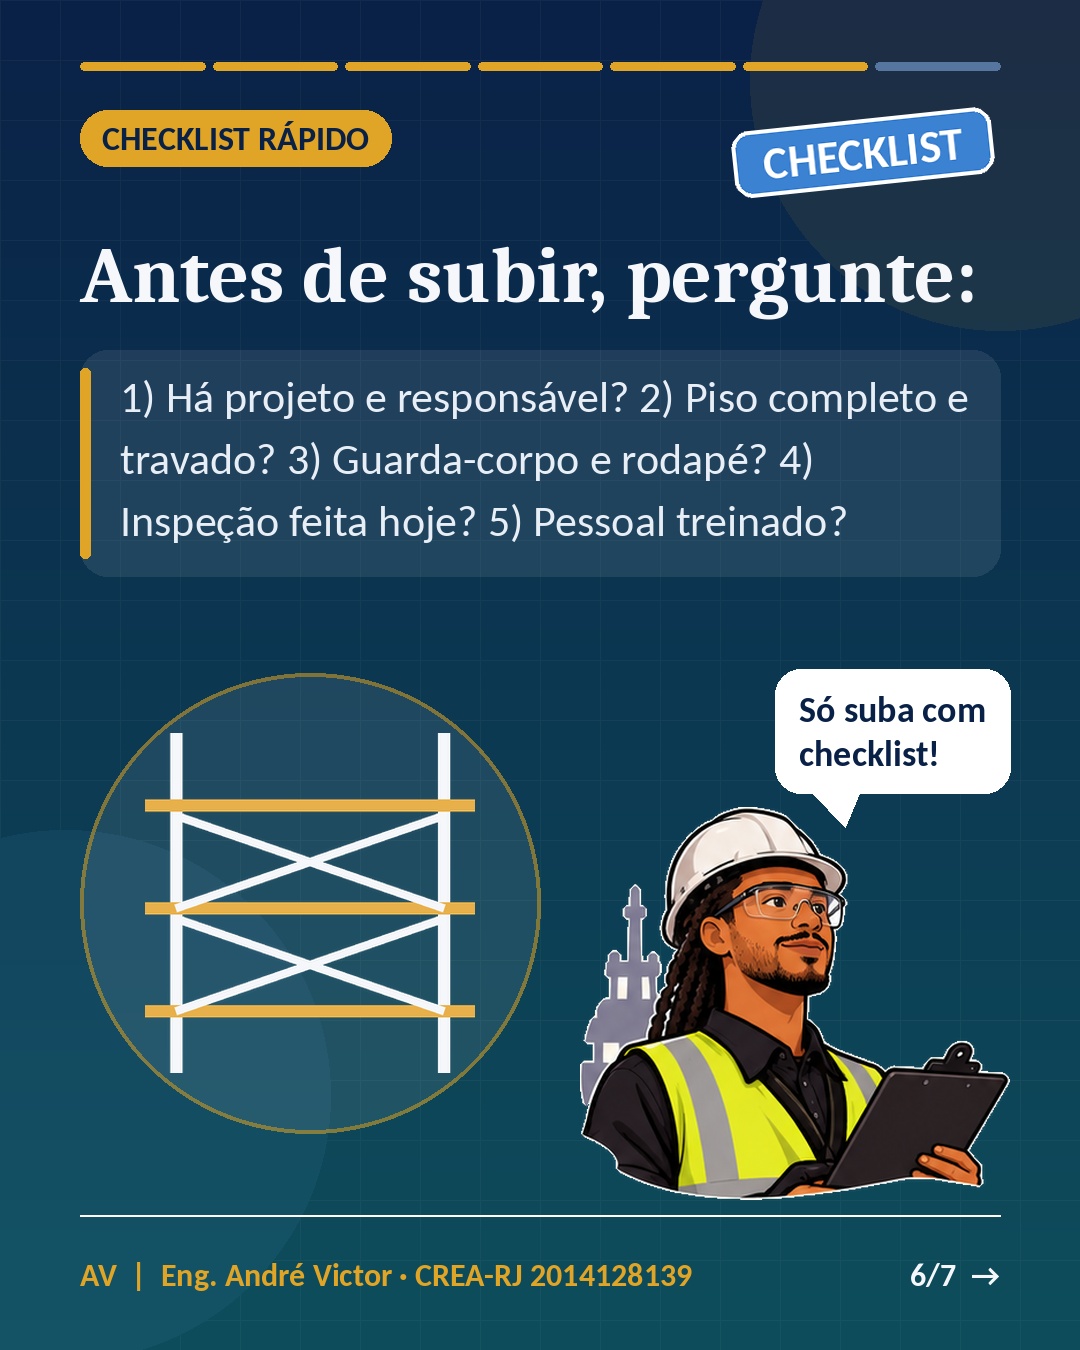 CHECKLIST RÁPIDO
CHECKLIST
Antes de subir, pergunte:
1) Há projeto e responsável? 2) Piso completo e
travado? 3) Guarda-corpo e rodapé? 4)
Inspeção feita hoje? 5) Pessoal treinado?
Só suba com
checklist!
AV | Eng. André Victor · CREA-RJ 2014128139
6/7 →